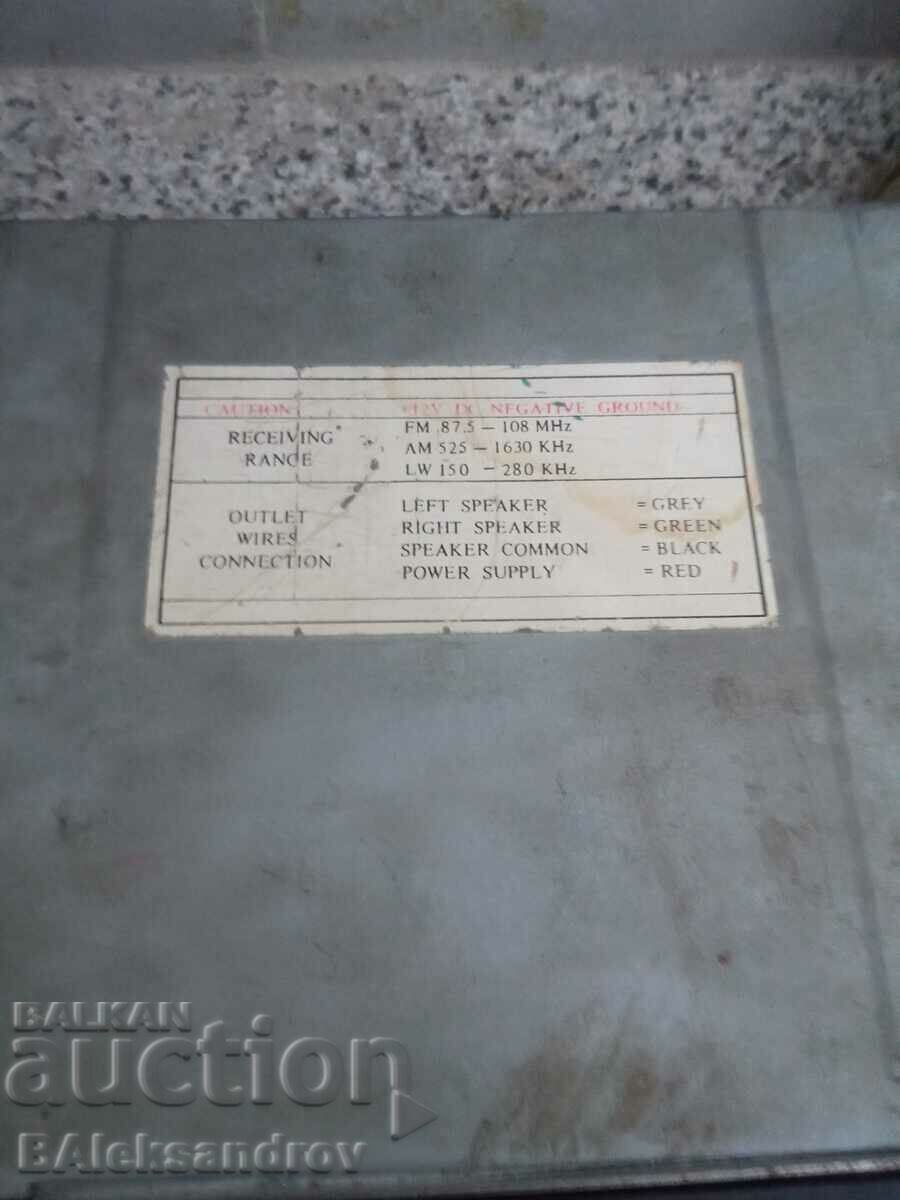 CAUTION: +12V DC NEGATIVE GROUND
RECEIVING RANGE
FM 87.5 — 108 MHz
AM 525 — 1630 KHz
LW 150 — 280 KHz
OUTLET WIRES CONNECTION
LEFT SPEAKER = GREY
RIGHT SPEAKER = GREEN
SPEAKER COMMON = BLACK
POWER SUPPLY = RED
BALKAN
auction
BAleksandrov